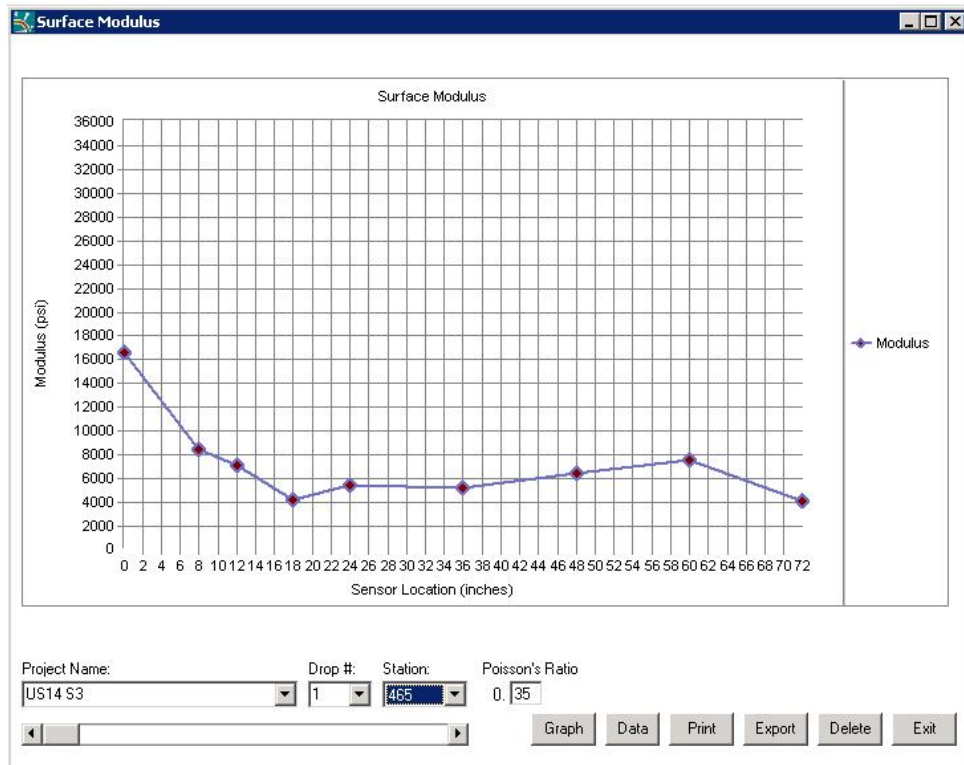 Surface Modulus
Surface Modulus
36000
34000
32000
30000
28000
26000
24000
22000
20000
18000
16000
14000
12000
10000
8000
6000
4000
2000
0
Modulus (psi)
0 2 4 6 8 10 12 14 16 18 20 22 24 26 28 30 32 34 36 38 40 42 44 46 48 50 52 54 56 58 60 62 64 66 68 70 72
Sensor Location (inches)
Modulus
Project Name: Drop #: Station: Poisson's Ratio
US14 S3 1 465 0. 35
Graph Data Print Export Delete Exit